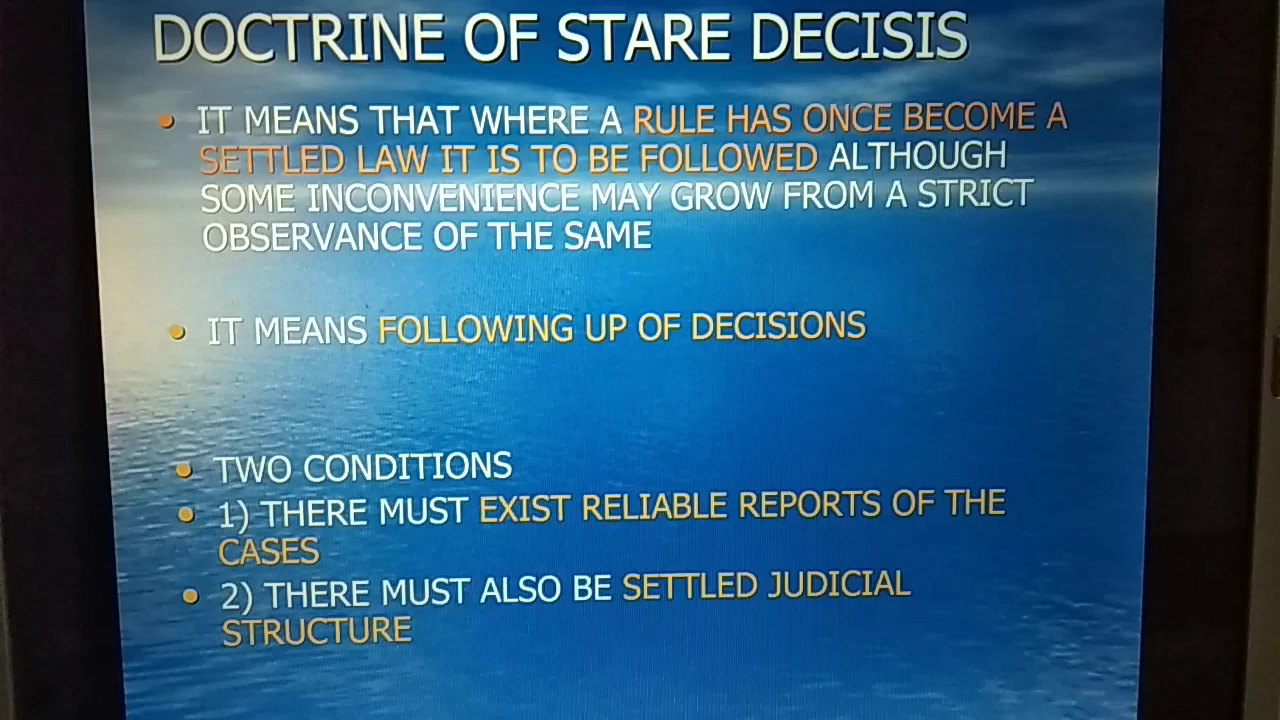 DOCTRINE OF STARE DECISIS
• IT MEANS THAT WHERE A RULE HAS ONCE BECOME A
SETTLED LAW IT IS TO BE FOLLOWED ALTHOUGH
SOME INCONVENIENCE MAY GROW FROM A STRICT
OBSERVANCE OF THE SAME
• IT MEANS FOLLOWING UP OF DECISIONS
• TWO CONDITIONS
• 1) THERE MUST EXIST RELIABLE REPORTS OF THE
CASES
• 2) THERE MUST ALSO BE SETTLED JUDICIAL
STRUCTURE